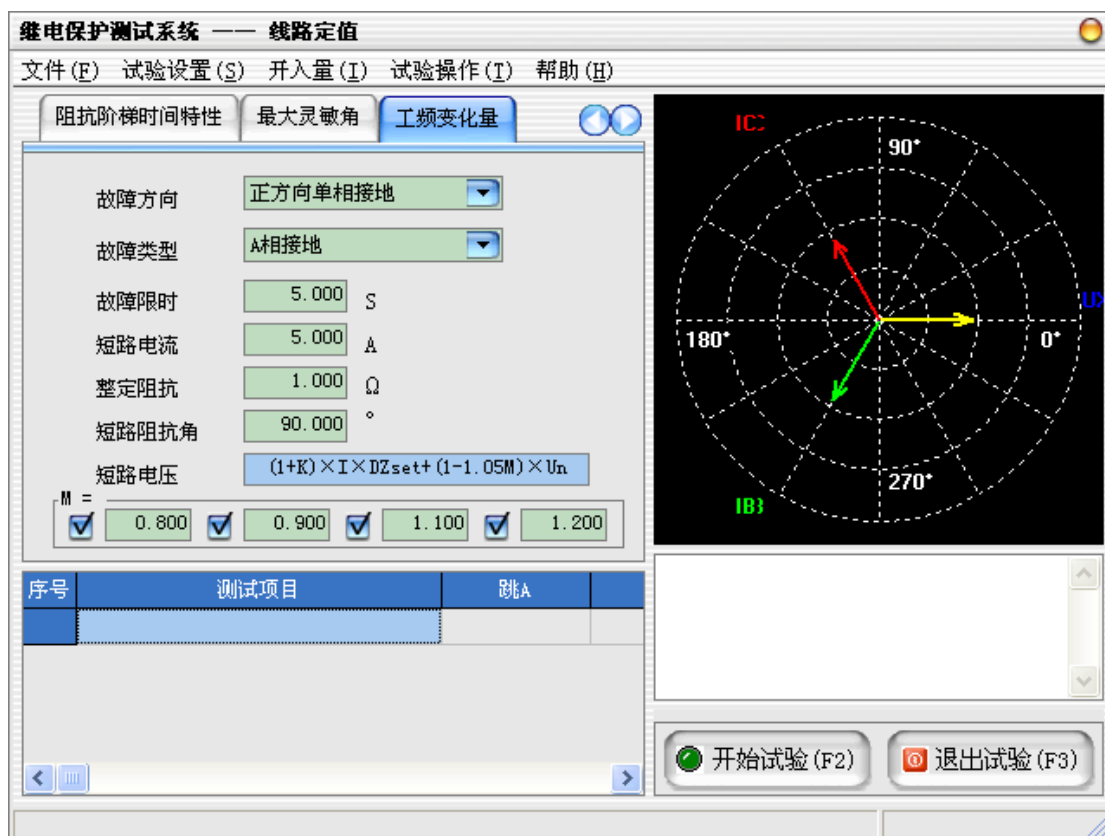 继电保护测试系统 —— 线路定值
文件(F) 试验设置(S) 开入量(I) 试验操作(T) 帮助(H)
阻抗阶梯时间特性 最大灵敏角 工频变化量
故障方向 正方向单相接地
故障类型 A相接地
故障限时 5.000 S
短路电流 5.000 A
整定阻抗 1.000 Ω
短路阻抗角 90.000 °
短路电压 (1+K)×I×DZset+(1-1.05M)×Un
M =
0.800 0.900 1.100 1.200
序号 测试项目 跳A
90°
180° 0°
270°
开始试验(F2) 退出试验(F3)